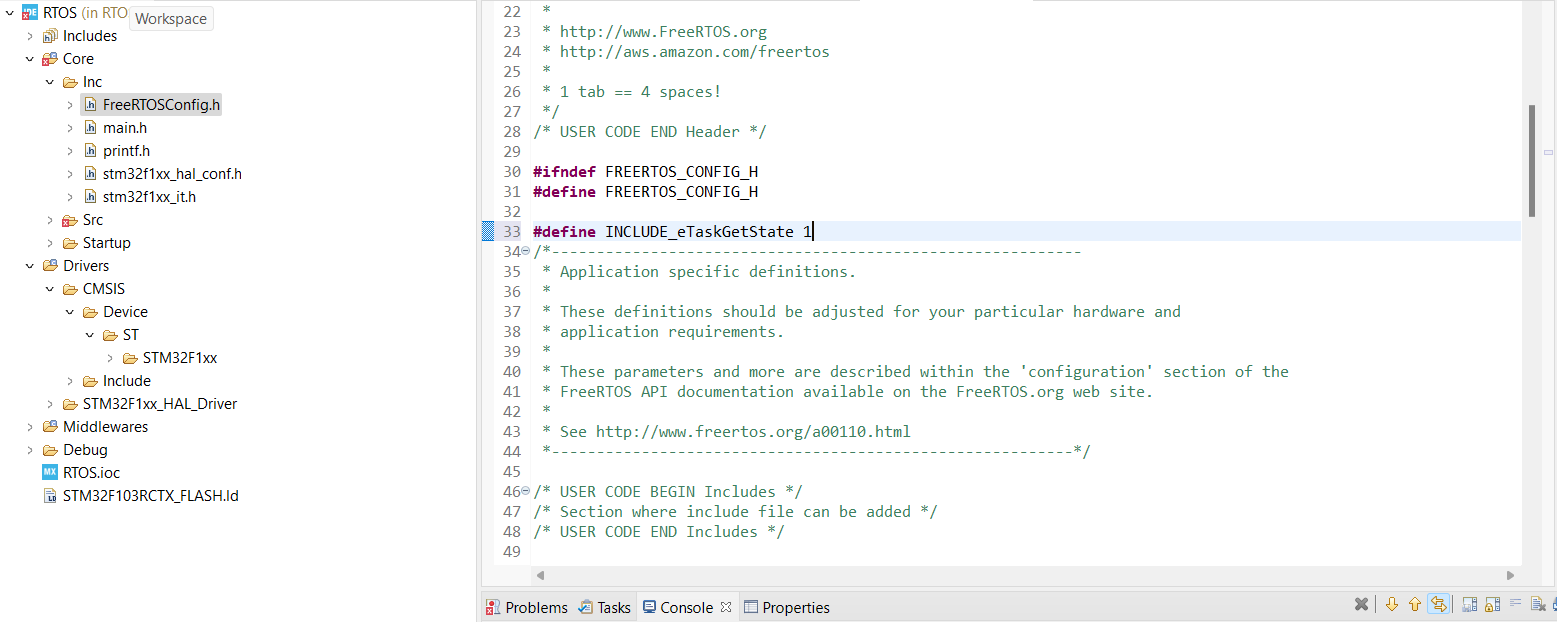 RTOS (in RTO
Workspace
Includes
Core
Inc
FreeRTOSConfig.h
main.h
printf.h
stm32f1xx_hal_conf.h
stm32f1xx_it.h
Src
Startup
Drivers
CMSIS
Device
ST
STM32F1xx
Include
STM32F1xx_HAL_Driver
Middlewares
Debug
MX RTOS.ioc
STM32F103RCTX_FLASH.ld
22 *
23 * http://www.FreeRTOS.org
24 * http://aws.amazon.com/freertos
25 *
26 * 1 tab == 4 spaces!
27 */
28 /* USER CODE END Header */
29
30 #ifndef FREERTOS_CONFIG_H
31 #define FREERTOS_CONFIG_H
32
33 #define INCLUDE_eTaskGetState 1
34 /*-----------------------------------------------------------
35 * Application specific definitions.
36 *
37 * These definitions should be adjusted for your particular hardware and
38 * application requirements.
39 *
40 * These parameters and more are described within the 'configuration' section of the
41 * FreeRTOS API documentation available on the FreeRTOS.org web site.
42 *
43 * See http://www.freertos.org/a00110.html
44 *----------------------------------------------------------*/
45
46 /* USER CODE BEGIN Includes */
47 /* Section where include file can be added */
48 /* USER CODE END Includes */
49
Problems Tasks Console Properties